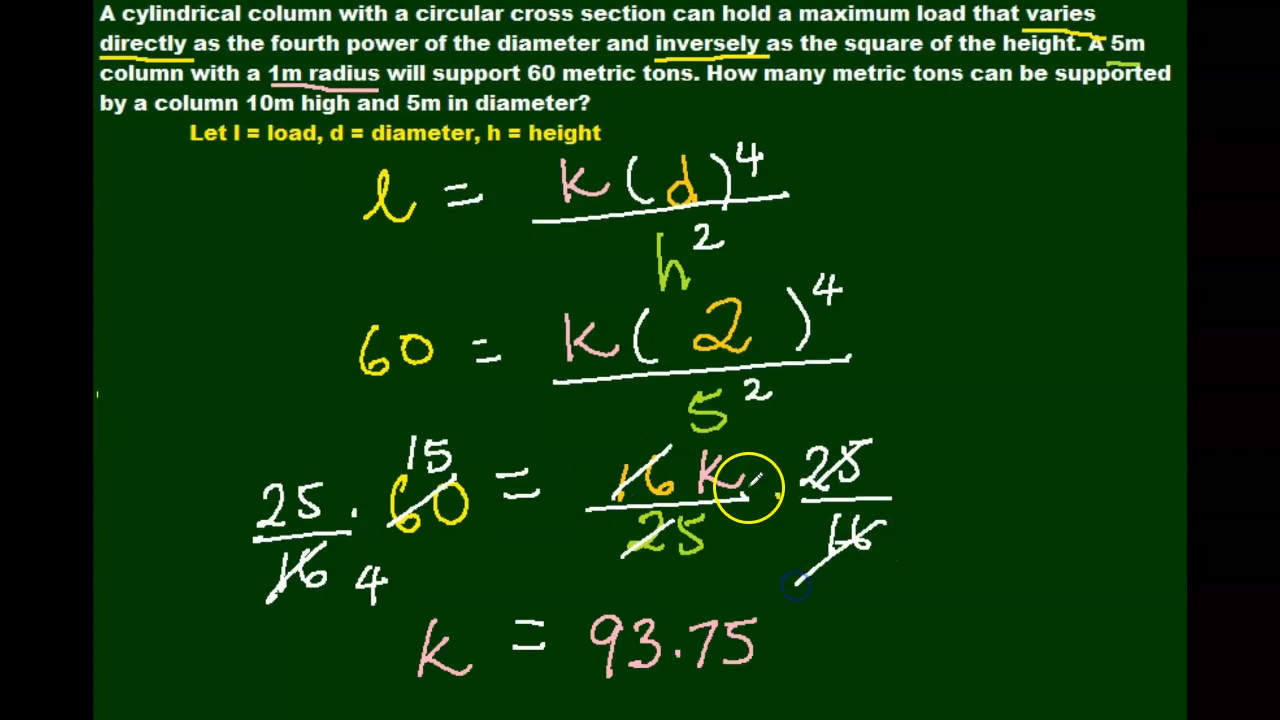 A cylindrical column with a circular cross section can hold a maximum load that varies
directly as the fourth power of the diameter and inversely as the square of the height. A 5m
column with a 1m radius will support 60 metric tons. How many metric tons can be supported
by a column 10m high and 5m in diameter?
Let l = load, d = diameter, h = height
l = k(d)^4 / h^2
60 = k(2)^4 / 5^2
15 4
25/16 . 60 = 16k/25 . 25/16
k = 93.75